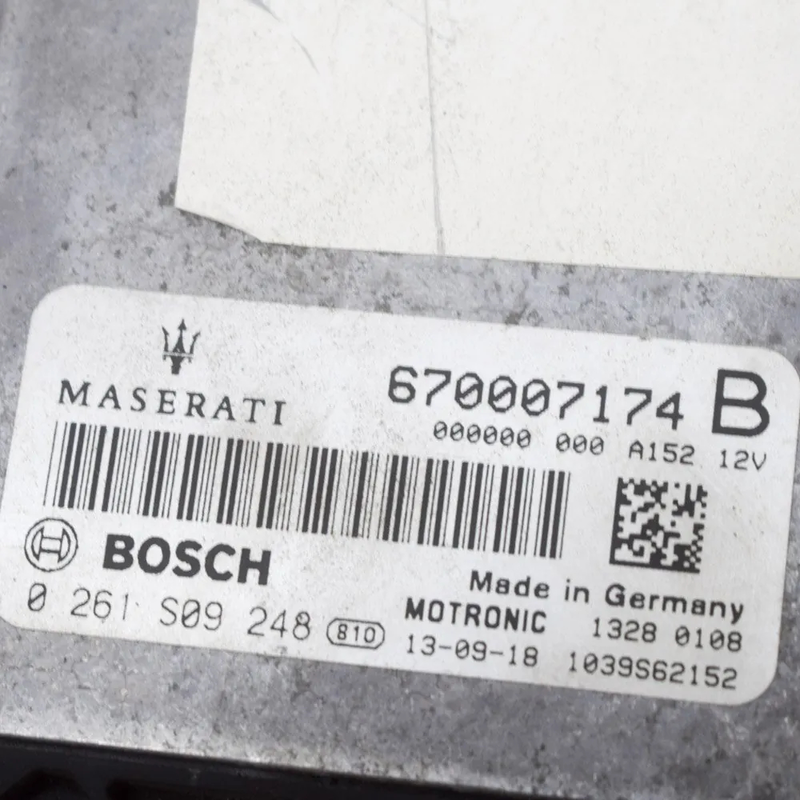 MASERATI
670007174 B
000000 000 A152 12V
BOSCH
Made in Germany
0 261 S09 248 810 MOTRONIC 1328 0108
13-09-18 1039S62152